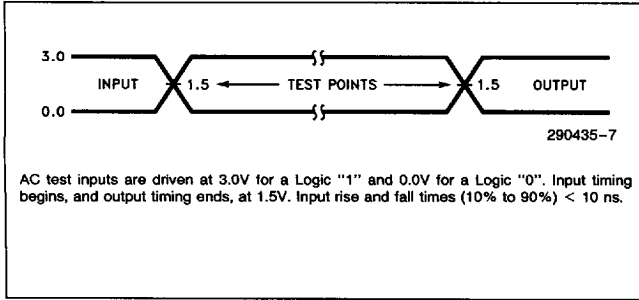 3.0
INPUT 1.5 TEST POINTS 1.5 OUTPUT
0.0
290435-7
AC test inputs are driven at 3.0V for a Logic "1" and 0.0V for a Logic "0". Input timing
begins, and output timing ends, at 1.5V. Input rise and fall times (10% to 90%) < 10 ns.